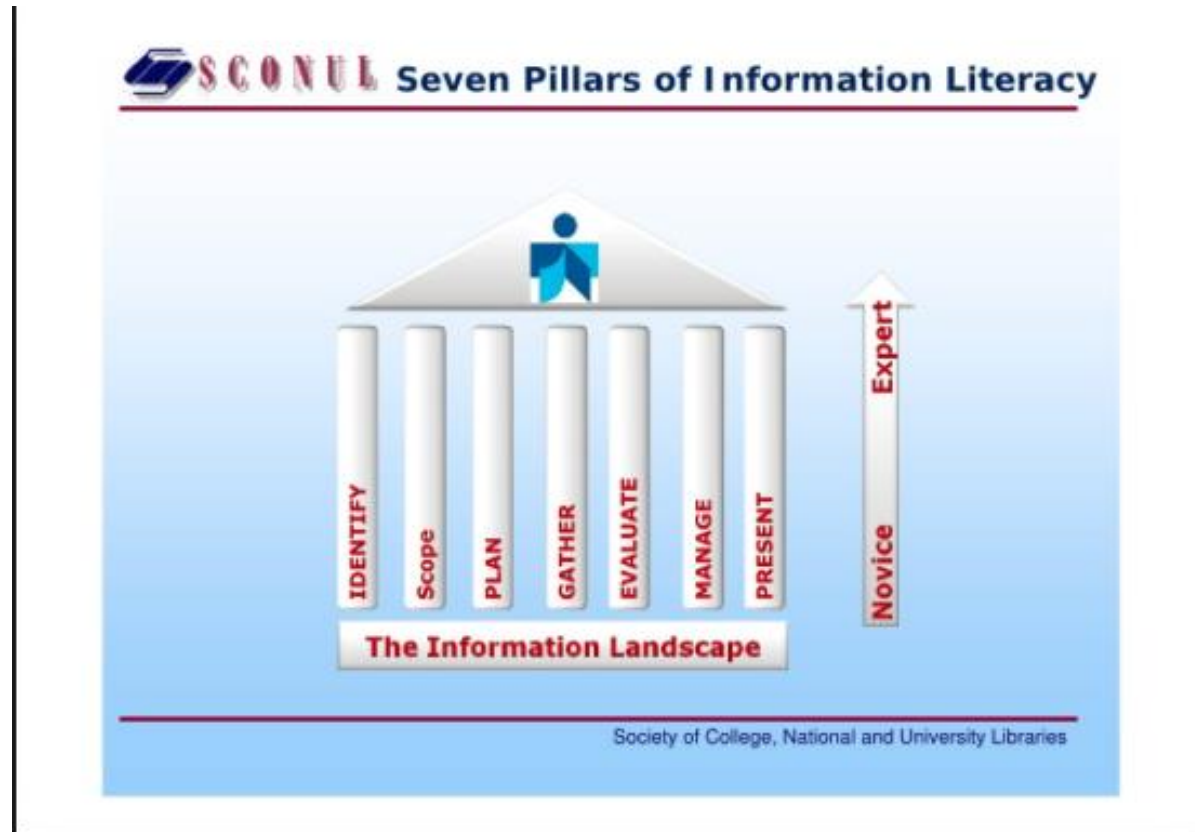 SCONUL Seven Pillars of Information Literacy
IDENTIFY
Scope
PLAN
GATHER
EVALUATE
MANAGE
PRESENT
Novice Expert
The Information Landscape
Society of College, National and University Libraries